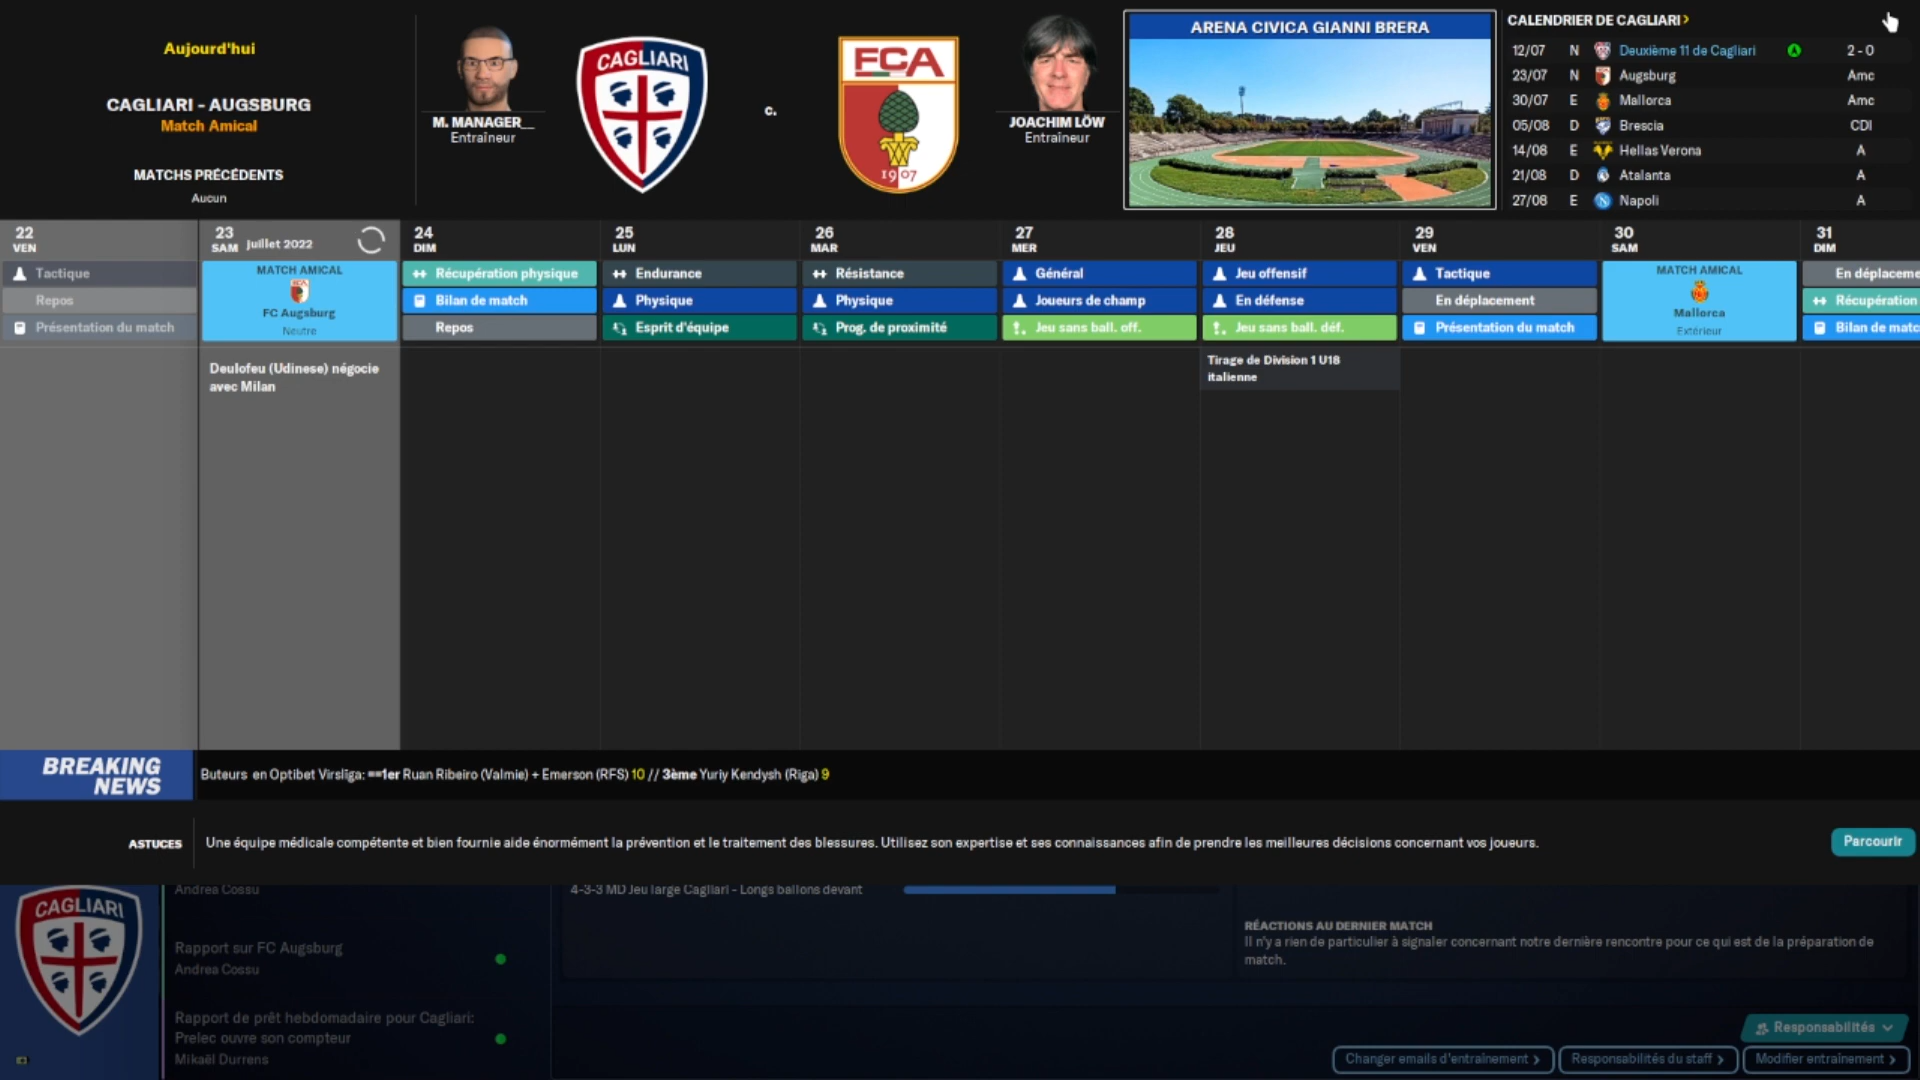 Aujourd'hui
CAGLIARI - AUGSBURG
Match Amical
MATCHS PRÉCÉDENTS
Aucun
M. MANAGER__
Entraîneur
CAGLIARI
c.
FCA
1907
JOACHIM LÖW
Entraîneur
ARENA CIVICA GIANNI BRERA
CALENDRIER DE CAGLIARI >
12/07 N Deuxième 11 de Cagliari A 2 - 0
23/07 N Augsburg Amc
30/07 E Mallorca Amc
05/08 D Brescia CDI
14/08 E Hellas Verona A
21/08 D Atalanta A
27/08 E Napoli A
22 VEN
Tactique
Repos
Présentation du match
23 SAM Juillet 2022
MATCH AMICAL
FC Augsburg
Neutre
Deulofeu (Udinese) négocie
avec Milan
24 DIM
Récupération physique
Bilan de match
Repos
25 LUN
Endurance
Physique
Esprit d'équipe
26 MAR
Résistance
Physique
Prog. de proximité
27 MER
Général
Joueurs de champ
Jeu sans ball. off.
28 JEU
Jeu offensif
En défense
Jeu sans ball. déf.
Tirage de Division 1 U18
italienne
29 VEN
Tactique
En déplacement
Présentation du match
30 SAM
MATCH AMICAL
Mallorca
Extérieur
31 DIM
En déplaceme
Récupération
Bilan de matc
BREAKING
NEWS
Buteurs en Optibet Virslīga: ==1er Ruan Ribeiro (Valmie) + Emerson (RFS) 10 // 3ème Yuriy Kendysh (Riga) 9
ASTUCES
Une équipe médicale compétente et bien fournie aide énormément la prévention et le traitement des blessures. Utilisez son expertise et ses connaissances afin de prendre les meilleures décisions concernant vos joueurs.
Parcourir
CAGLIARI
Andrea Cossu
Rapport sur FC Augsburg
Andrea Cossu
Rapport de prêt hebdomadaire pour Cagliari:
Prelec ouvre son compteur
Mikaël Durrens
4-3-3 MD Jeu large Cagliari - Longs ballons devant
RÉACTIONS AU DERNIER MATCH
Il n'y a rien de particulier à signaler concernant notre dernière rencontre pour ce qui est de la préparation de
match.
Responsabilités
Changer emails d'entraînement >
Responsabilités du staff >
Modifier entraînement >